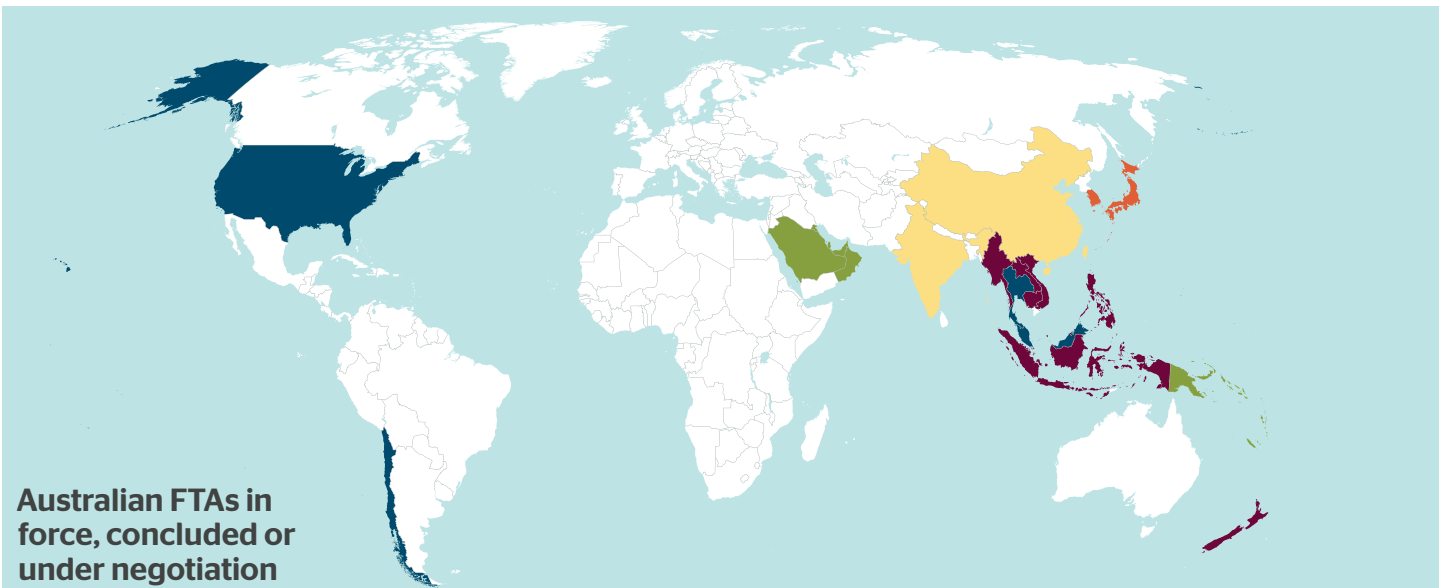 Australian FTAs in
force, concluded or
under negotiation